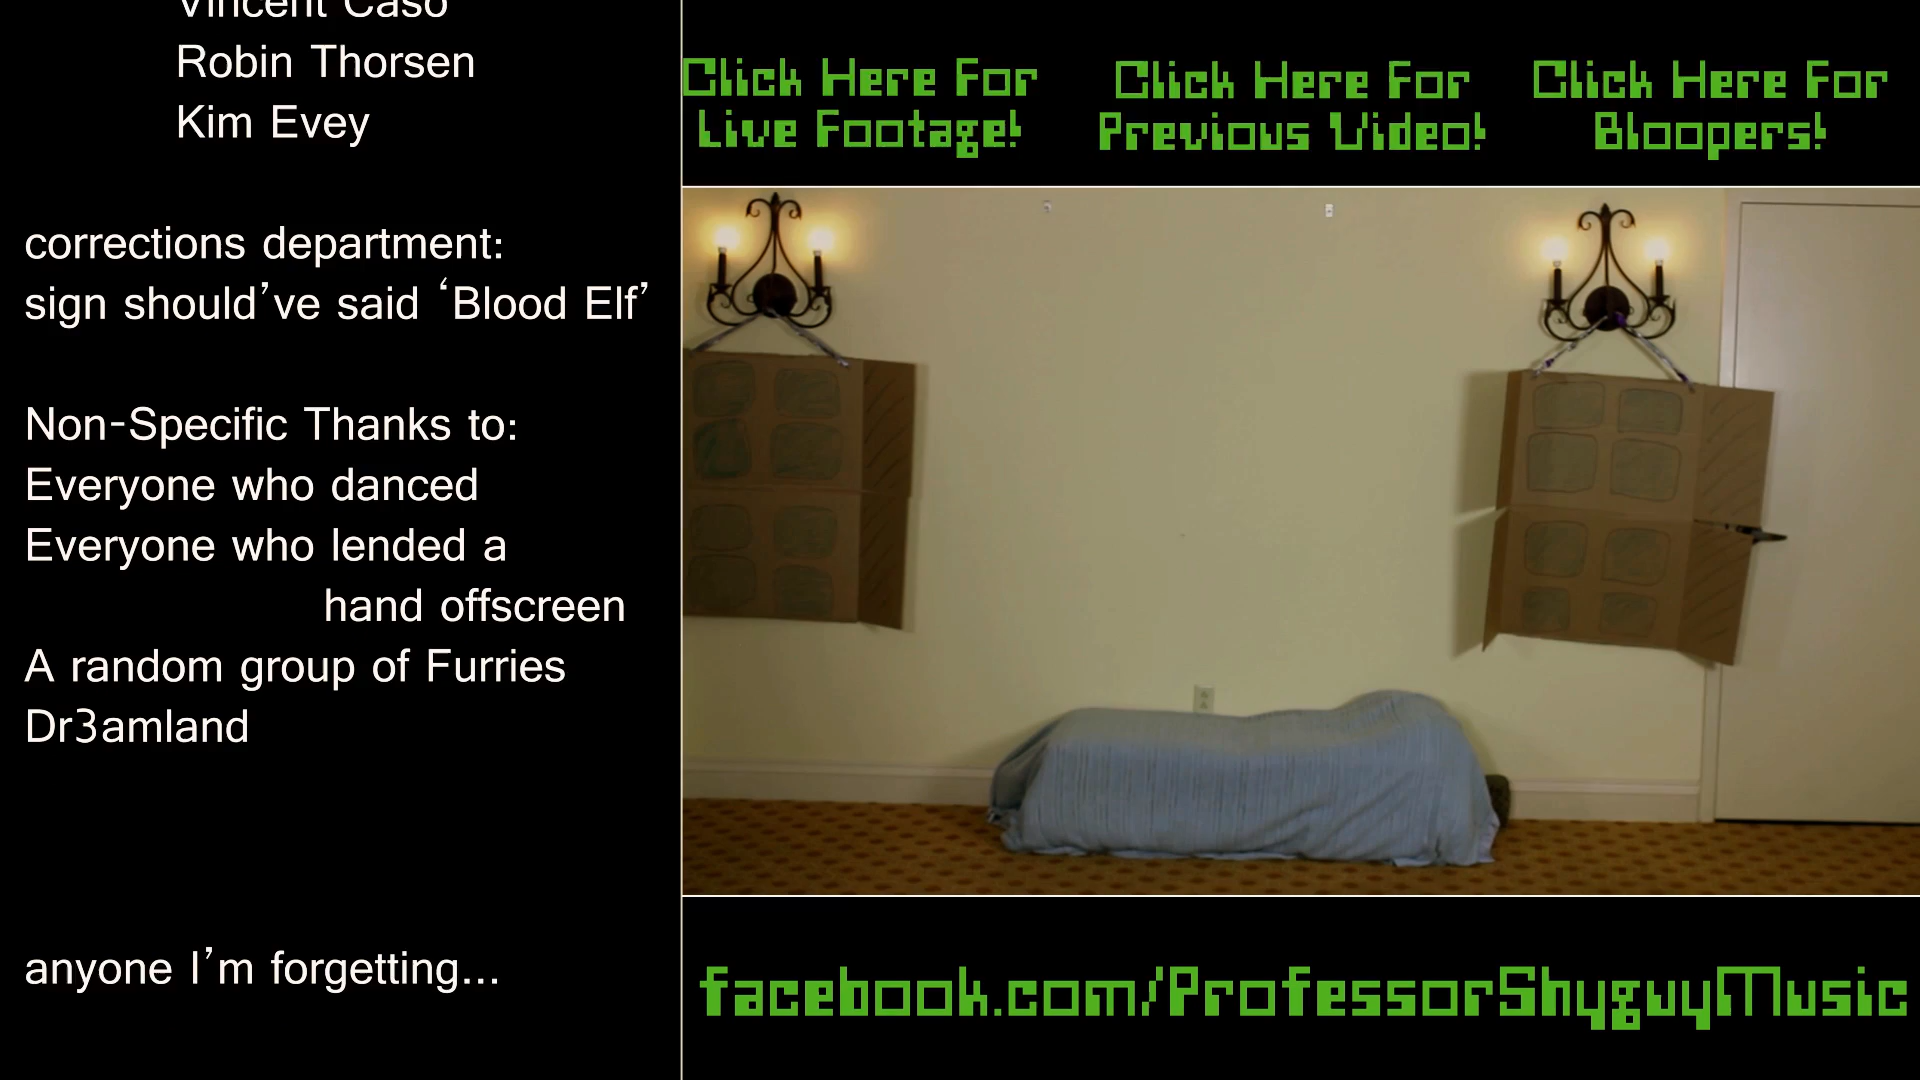 Vincent Caso
Robin Thorsen
Kim Evey
corrections department:
sign should've said 'Blood Elf'
Non-Specific Thanks to:
Everyone who danced
Everyone who lended a
hand offscreen
A random group of Furries
Dr3amland
anyone I'm forgetting...
Click Here For
Live Footage!
Click Here For
Previous Video!
Click Here For
Bloopers!
facebook.com/ProfessorShyguyMusic